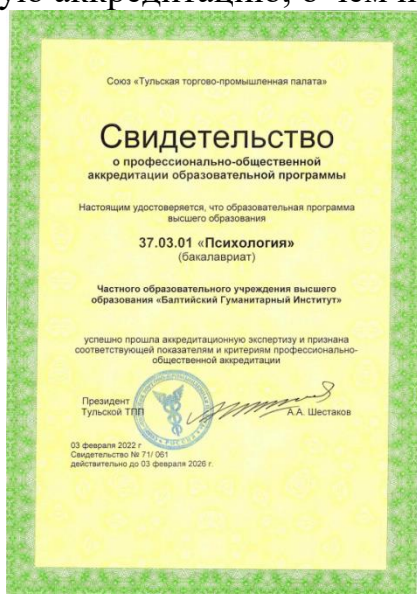 ую аккредитацию, о чем
Союз «Тульская торгово-промышленная палата»
Свидетельство
о профессионально-общественной
аккредитации образовательной программы
Настоящим удостоверяется, что образовательная программа
высшего образования
37.03.01 «Психология»
(бакалавриат)
Частного образовательного учреждения высшего
образования «Балтийский Гуманитарный Институт»
успешно прошла аккредитационную экспертизу и признана
соответствующей показателям и критериям профессионально-
общественной аккредитации
Президент
Тульской ТПП
А.А. Шестаков
03 февраля 2022 г
Свидетельство № 71/ 061
действительно до 03 февраля 2026 г.